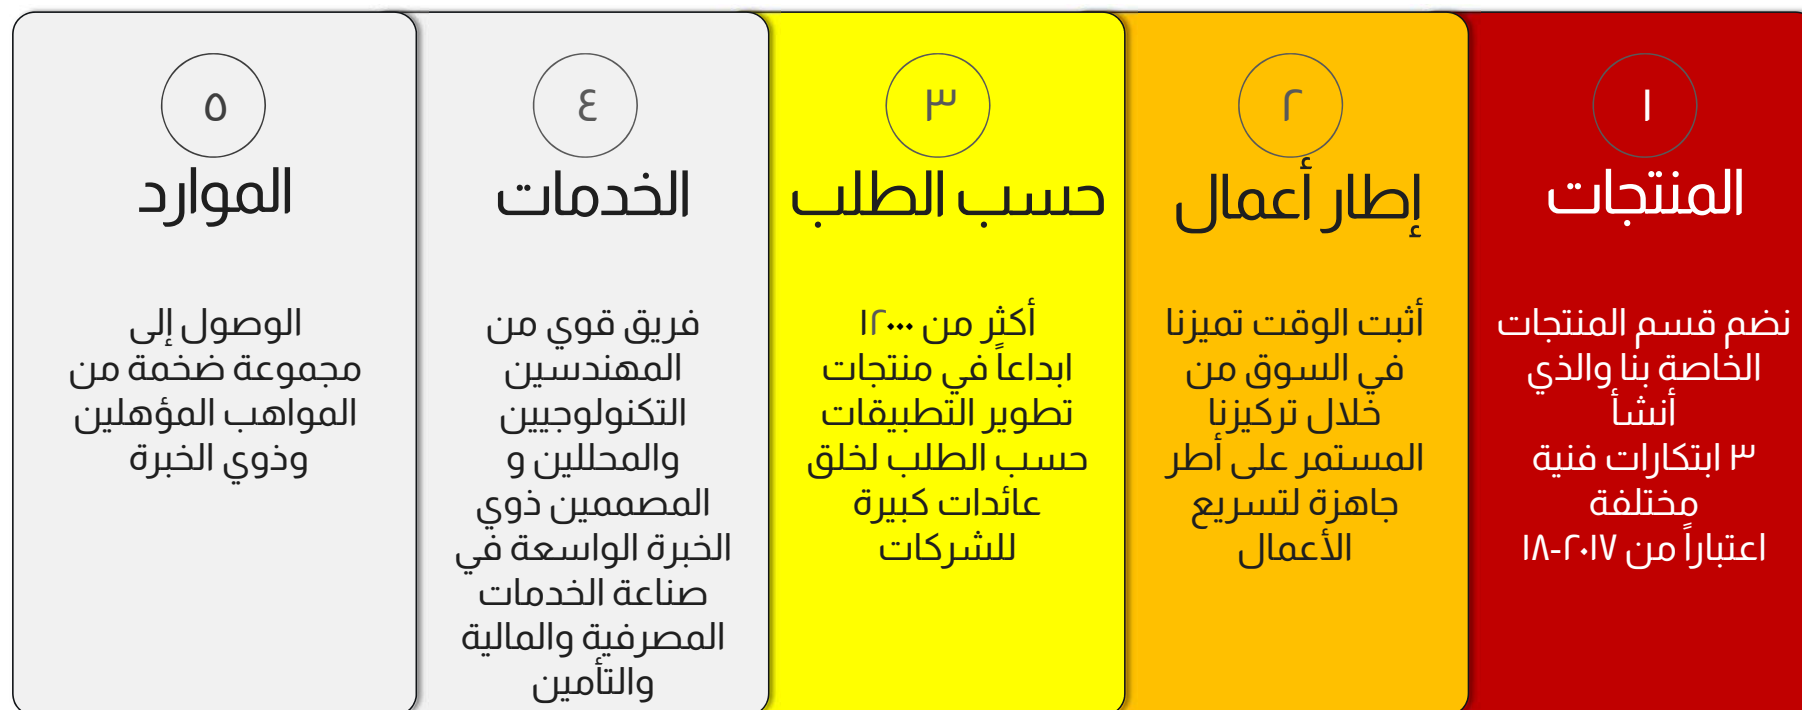 ١
المنتجات
نضم قسم المنتجات
الخاصة بنا والذي
أنشأ
٣ ابتكارات فنية
مختلفة
اعتباراً من ٢٠١٧-١٨
٢
إطار أعمال
أثبت الوقت تميزنا
في السوق من
خلال تركيزنا
المستمر على أطر
جاهزة لتسريع
الأعمال
٣
حسب الطلب
أكثر من ١٢٠٠٠
ابداعاً في منتجات
تطوير التطبيقات
حسب الطلب لخلق
عائدات كبيرة
للشركات
٤
الخدمات
فريق قوي من
المهندسين
التكنولوجيين
والمحللين و
المصممين ذوي
الخبرة الواسعة في
صناعة الخدمات
المصرفية والمالية
والتأمين
٥
الموارد
الوصول إلى
مجموعة ضخمة من
المواهب المؤهلين
وذوي الخبرة